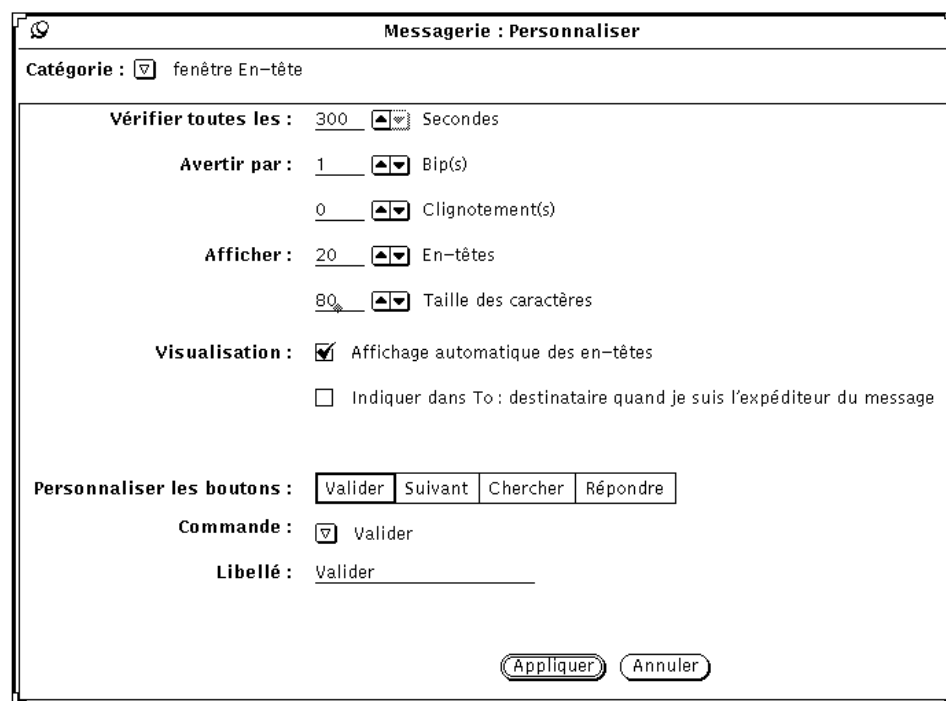 Messagerie : Personnaliser
Catégorie : fenêtre En-tête
Vérifier toutes les : 300 Secondes
Avertir par : 1 Bip(s)
0 Clignotement(s)
Afficher : 20 En-têtes
80 Taille des caractères
Visualisation : Affichage automatique des en-têtes
Indiquer dans To : destinataire quand je suis l'expéditeur du message
Personnaliser les boutons : Valider Suivant Chercher Répondre
Commande : Valider
Libellé : Valider
Appliquer Annuler